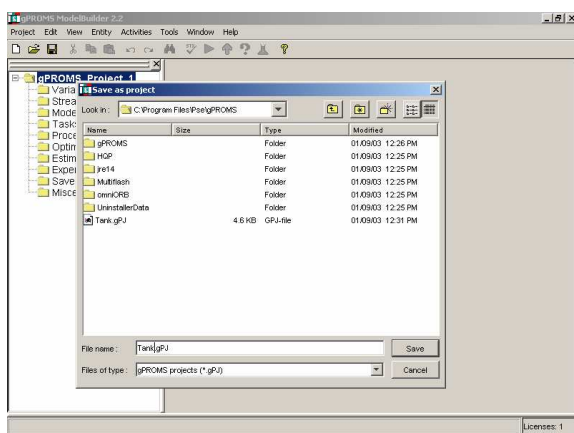 gPROMS ModelBuilder 2.2
Project Edit View Entity Activities Tools Window Help
gPROMS_Project_1
Save as project
Varia
Look in : C:\Program Files\Pse\gPROMS
Strea
Mode
Name Size Type Modified
Task
Proce
gPROMS Folder 01/09/03 12:26 PM
Optin
HQP Folder 01/09/03 12:25 PM
Estim
jre14 Folder 01/09/03 12:25 PM
Exper
Multiflash Folder 01/09/03 12:25 PM
Save
omniORB Folder 01/09/03 12:25 PM
Misce
UninstallerData Folder 01/09/03 12:25 PM
Tank.gPJ 4.6 KB GPJ-file 01/09/03 12:31 PM
File name : Tank.gPJ Save
Files of type : gPROMS projects (*.gPJ) Cancel
Licenses: 1